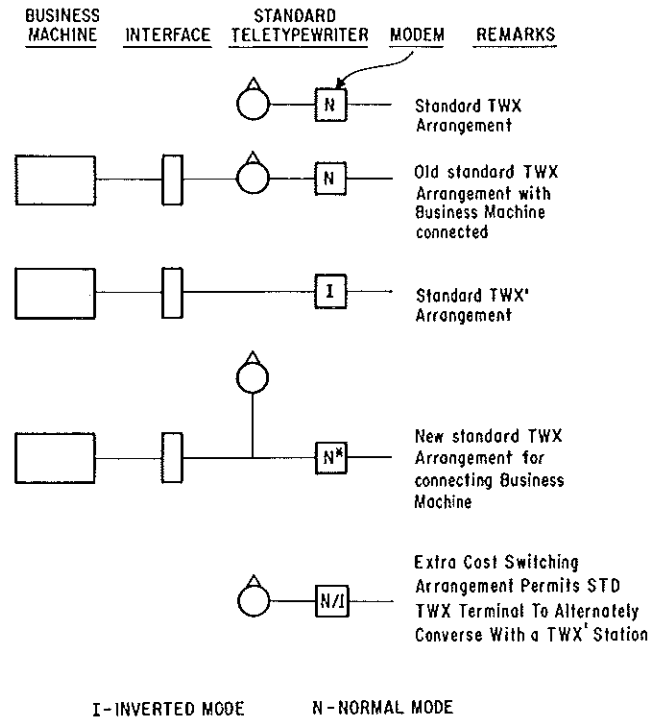 BUSINESS MACHINE
INTERFACE
STANDARD TELETYPEWRITER
MODEM
REMARKS
N
Standard TWX
Arrangement
N
Old standard TWX
Arrangement with
Business Machine
connected
I
Standard TWX'
Arrangement
N*
New standard TWX
Arrangement for
connecting Business
Machine
N/I
Extra Cost Switching
Arrangement Permits STD
TWX Terminal To Alternately
Converse With a TWX' Station
I-INVERTED MODE
N-NORMAL MODE